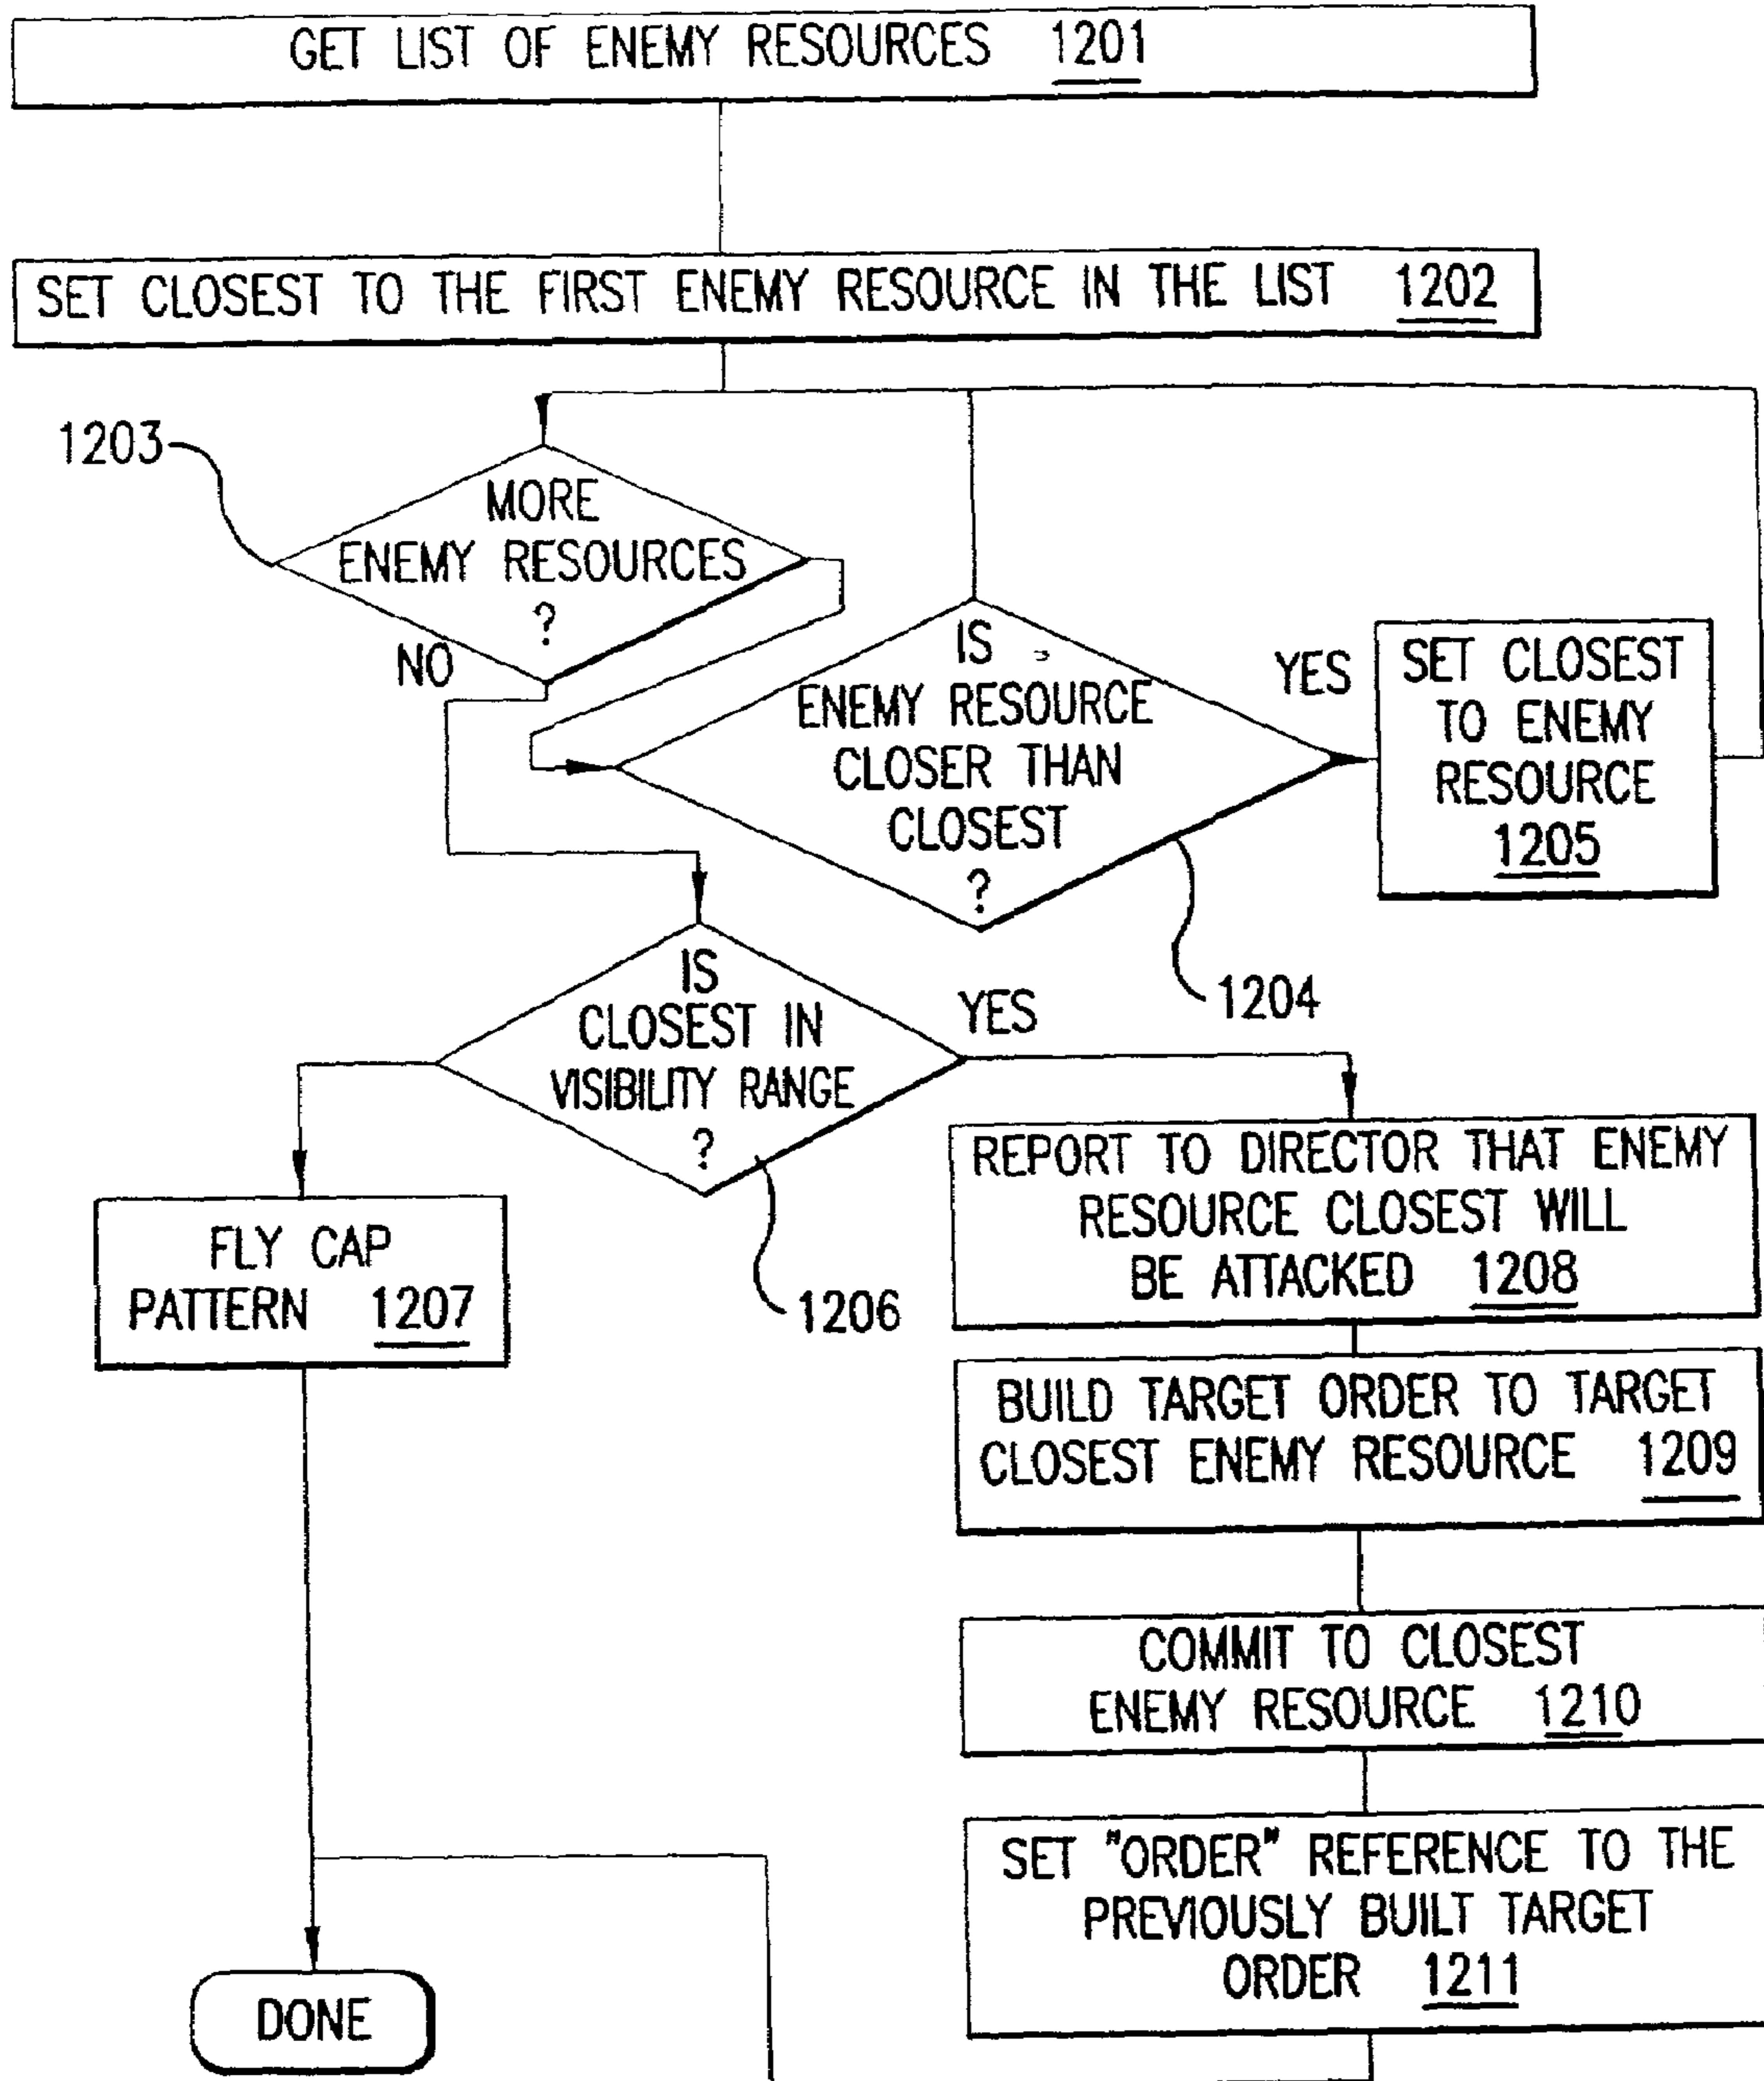 GET LIST OF ENEMY RESOURCES 1201
SET CLOSEST TO THE FIRST ENEMY RESOURCE IN THE LIST 1202
1203
MORE
ENEMY RESOURCES
?
NO
IS
ENEMY RESOURCE
CLOSER THAN
CLOSEST
?
1204
YES
SET CLOSEST
TO ENEMY
RESOURCE
1205
IS
CLOSEST IN
VISIBILITY RANGE
?
1206
YES
FLY CAP
PATTERN 1207
REPORT TO DIRECTOR THAT ENEMY
RESOURCE CLOSEST WILL
BE ATTACKED 1208
BUILD TARGET ORDER TO TARGET
CLOSEST ENEMY RESOURCE 1209
COMMIT TO CLOSEST
ENEMY RESOURCE 1210
SET "ORDER" REFERENCE TO THE
PREVIOUSLY BUILT TARGET
ORDER 1211
DONE